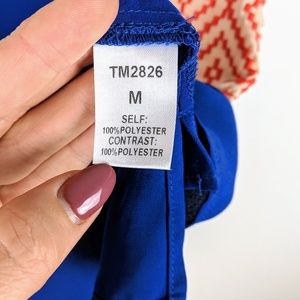 TM2826
M
SELF:
100%POLYESTER
CONTRAST:
100%POLYESTER